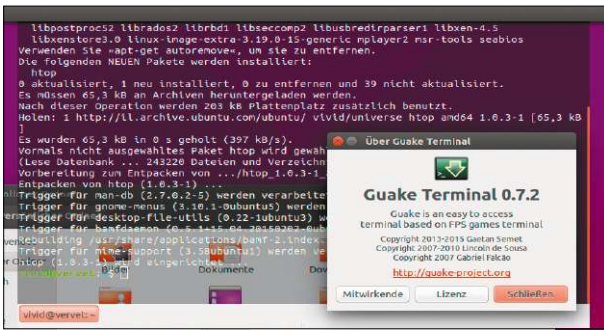 libpostproc52 librados2 librbd1 libseccomp2 libusbredirparser1 libxen-4.5
libxenstore3.0 linux-image-extra-3.19.0-15-generic mplayer2 msr-tools seabios
Verwenden Sie »apt-get autoremove«, um sie zu entfernen.
Die folgenden NEUEN Pakete werden installiert:
htop
0 aktualisiert, 1 neu installiert, 0 zu entfernen und 39 nicht aktualisiert.
Es müssen 65,3 kB an Archiven heruntergeladen werden.
Nach dieser Operation werden 203 kB Plattenplatz zusätzlich benutzt.
Holen: 1 http://il.archive.ubuntu.com/ubuntu/ vivid/universe htop amd64 1.0.3-1 [65,3 kB
]
Es wurden 65,3 kB in 0 s geholt (397 kB/s).
Vormals nicht ausgewähltes Paket htop wird gewäh
(Lese Datenbank ... 243220 Dateien und Verzeichn
Vorbereitung zum Entpacken von .../htop_1.0.3-1_
Entpacken von htop (1.0.3-1) ...
Trigger für man-db (2.7.0.2-5) werden verarbeite
Trigger für gnome-menus (3.10.1-0ubuntu5) werden
Trigger für desktop-file-utils (0.22-1ubuntu3) w
Trigger für bamfdaemon (0.5.1+15.04.20150202-0ub
Rebuilding /usr/share/applications/bamf-2.index.
Trigger für mime-support (3.58ubuntu1) werden ve
htop (1.0.3-1) wird eingerichtet ...
Bilder
Dokumente
vivid@vervet: ~
Über Guake Terminal
Guake Terminal 0.7.2
Guake is an easy to access
terminal based on FPS games terminal
Copyright 2013-2015 Gaetan Semet
Copyright 2007-2010 Lincoln de Sousa
Copyright 2007 Gabriel Falcão
http://guake-project.org
Mitwirkende
Lizenz
Schließen